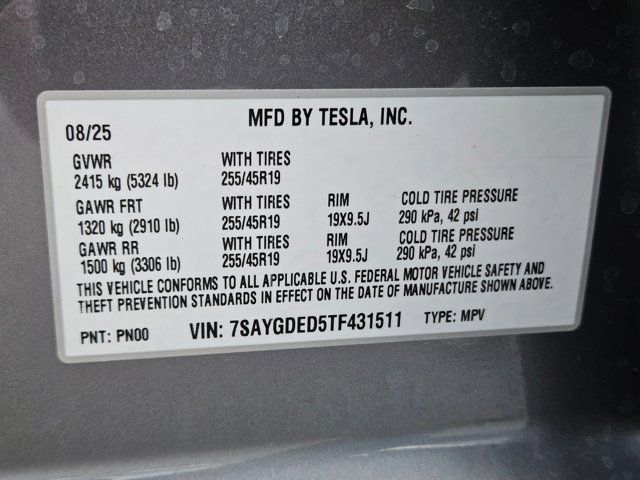 MFD BY TESLA, INC.
08/25
GVWR WITH TIRES
2415 kg (5324 lb) 255/45R19
GAWR FRT WITH TIRES RIM COLD TIRE PRESSURE
1320 kg (2910 lb) 255/45R19 19X9.5J 290 kPa, 42 psi
GAWR RR WITH TIRES RIM COLD TIRE PRESSURE
1500 kg (3306 lb) 255/45R19 19X9.5J 290 kPa, 42 psi
THIS VEHICLE CONFORMS TO ALL APPLICABLE U.S. FEDERAL MOTOR VEHICLE SAFETY AND
THEFT PREVENTION STANDARDS IN EFFECT ON THE DATE OF MANUFACTURE SHOWN ABOVE.
PNT: PN00 VIN: 7SAYGDED5TF431511 TYPE: MPV